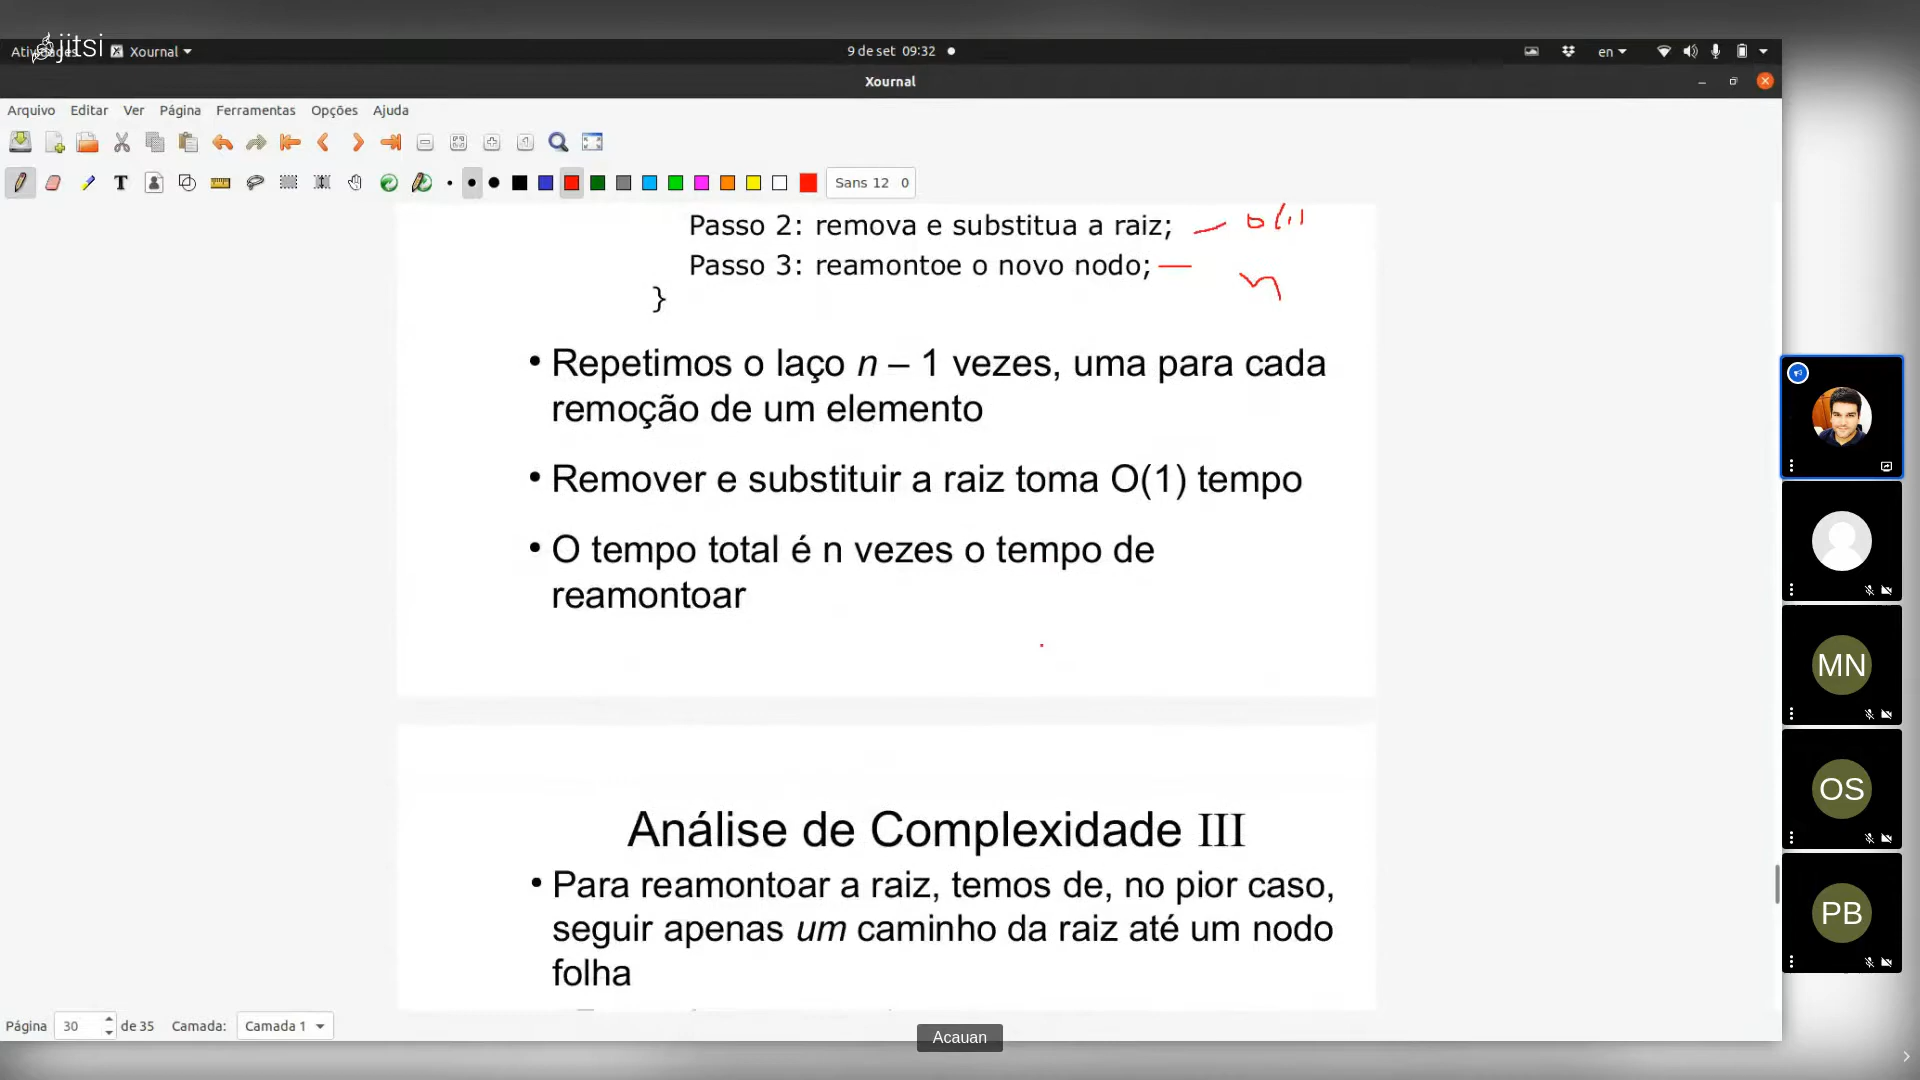 jitsi
Xournal
9 de set 09:32
en
Xournal
Arquivo Editar Ver Página Ferramentas Opções Ajuda
T
Sans 12 0
Passo 2: remova e substitua a raiz;
Passo 3: reamontoe o novo nodo;
n
}
• Repetimos o laço n – 1 vezes, uma para cada
remoção de um elemento
• Remover e substituir a raiz toma O(1) tempo
• O tempo total é n vezes o tempo de
reamontoar
Análise de Complexidade III
• Para reamontoar a raiz, temos de, no pior caso,
seguir apenas um caminho da raiz até um nodo
folha
MN
OS
PB
Página 30 de 35 Camada: Camada 1
Acauan